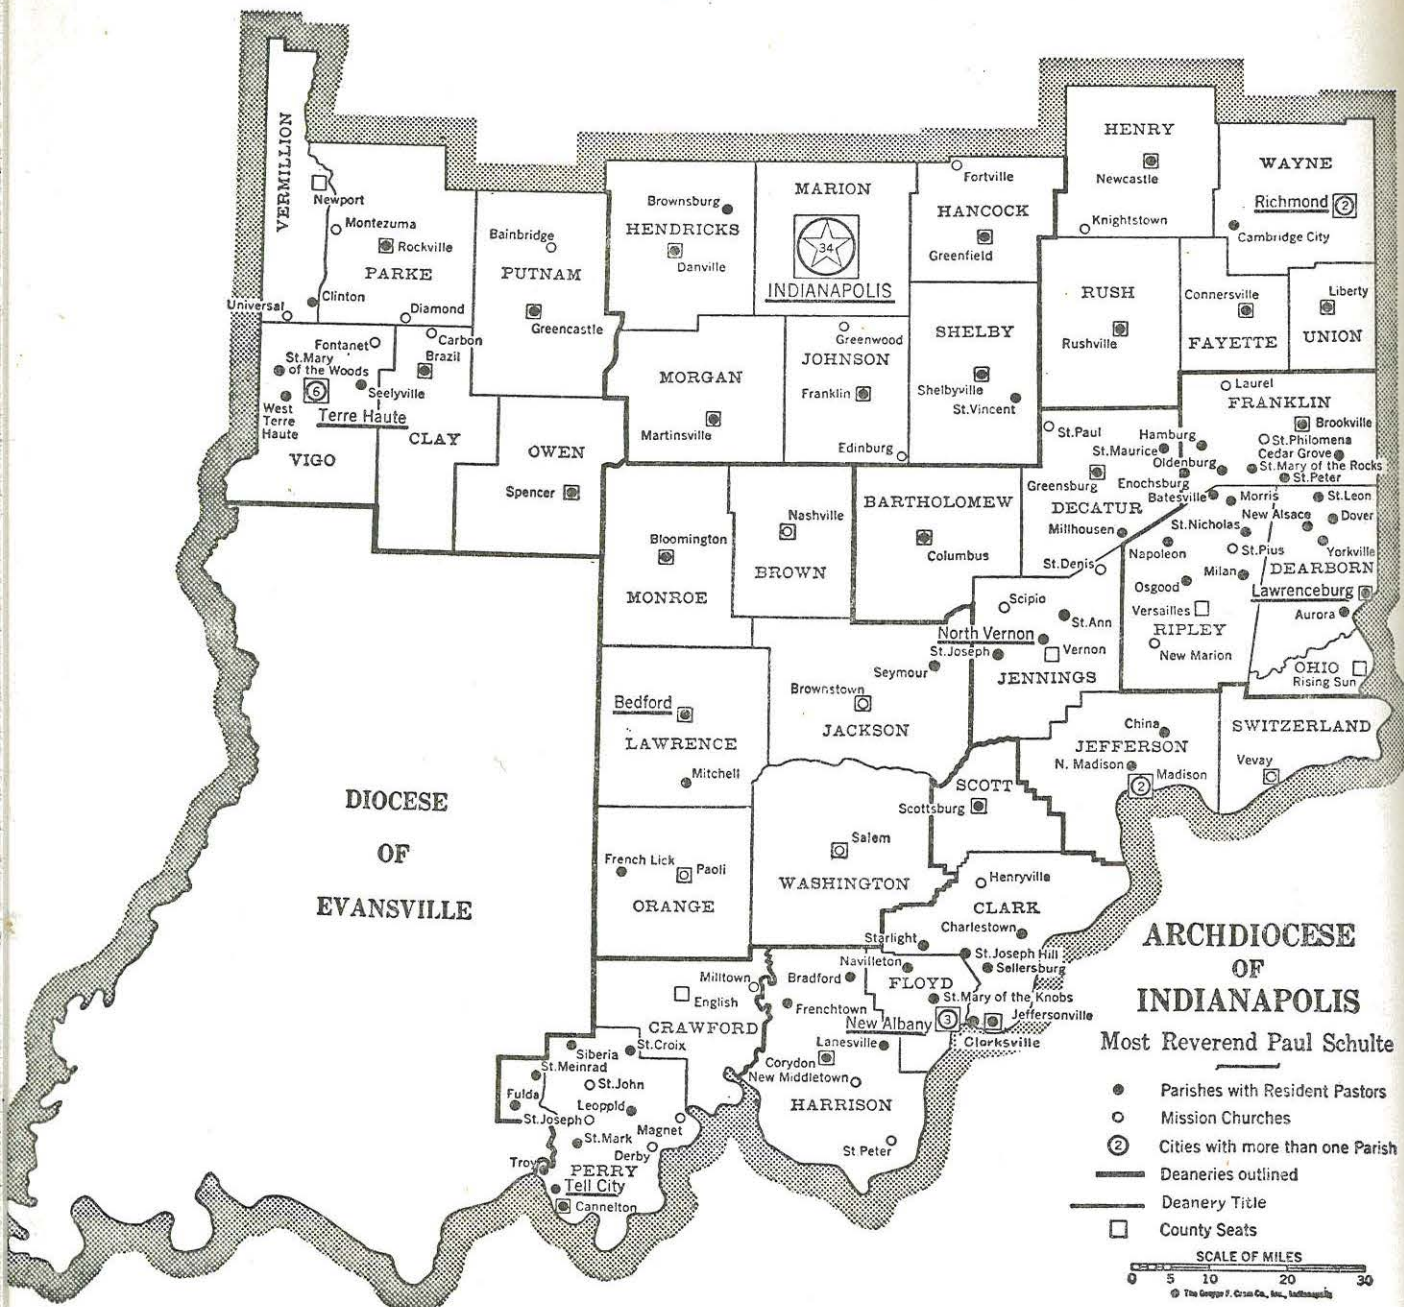 VERMILLION
Newport
Montezuma
Rockville
PARKE
Clinton
Universal
Diamond
Bainbridge
PUTNAM
Greencastle
Brownsburg
HENDRICKS
Danville
MARION
34
INDIANAPOLIS
Fortville
HANCOCK
Greenfield
HENRY
Newcastle
Knightstown
WAYNE
Richmond
2
Cambridge City
RUSH
Rushville
Connersville
FAYETTE
Liberty
UNION
Fontanet
St.Mary
of the Woods
6
Seelyville
West
Terre
Haute
Terre Haute
VIGO
Carbon
Brazil
CLAY
OWEN
Spencer
MORGAN
Martinsville
Greenwood
JOHNSON
Franklin
Edinburg
SHELBY
Shelbyville
St.Vincent
Laurel
FRANKLIN
Brookville
St.Philomena
Cedar Grove
St.Mary of the Rocks
St.Peter
Hamburg
Oldenburg
St.Paul
St.Maurice
Greensburg
Enochsburg
DECATUR
Batesville
Millhousen
St.Denis
Morris
St.Leon
New Alsace
Dover
St.Nicholas
Napoleon
St.Pius
Yorkville
DEARBORN
Milan
Osgood
Lawrenceburg
Versailles
Aurora
RIPLEY
New Marion
OHIO
Rising Sun
Bloomington
MONROE
Nashville
BROWN
BARTHOLOMEW
Columbus
Scipio
St.Ann
North Vernon
St.Joseph
Vernon
JENNINGS
Seymour
Brownstown
JACKSON
Bedford
LAWRENCE
Mitchell
China
JEFFERSON
N. Madison
Madison
2
SWITZERLAND
Vevay
SCOTT
Scottsburg
DIOCESE
OF
EVANSVILLE
French Lick
Paoli
ORANGE
Salem
WASHINGTON
Henryville
CLARK
Charlestown
Starlight
St.Joseph Hill
Sellersburg
Navilleton
FLOYD
St.Mary of the Knobs
New Albany
3
Jeffersonville
Clarksville
Milltown
English
CRAWFORD
Bradford
Frenchtown
Lanesville
Corydon
New Middletown
HARRISON
St Peter
Siberia
St.Croix
St.Meinrad
St.John
Fulda
Leopold
St.Joseph
Magnet
St.Mark
Derby
Troy
PERRY
Tell City
Cannelton
ARCHDIOCESE
OF
INDIANAPOLIS
Most Reverend Paul Schulte
Parishes with Resident Pastors
Mission Churches
2
Cities with more than one Parish
Deaneries outlined
Deanery Title
County Seats
SCALE OF MILES
0 5 10 20 30
© The George F. Cram Co., Inc., Indianapolis